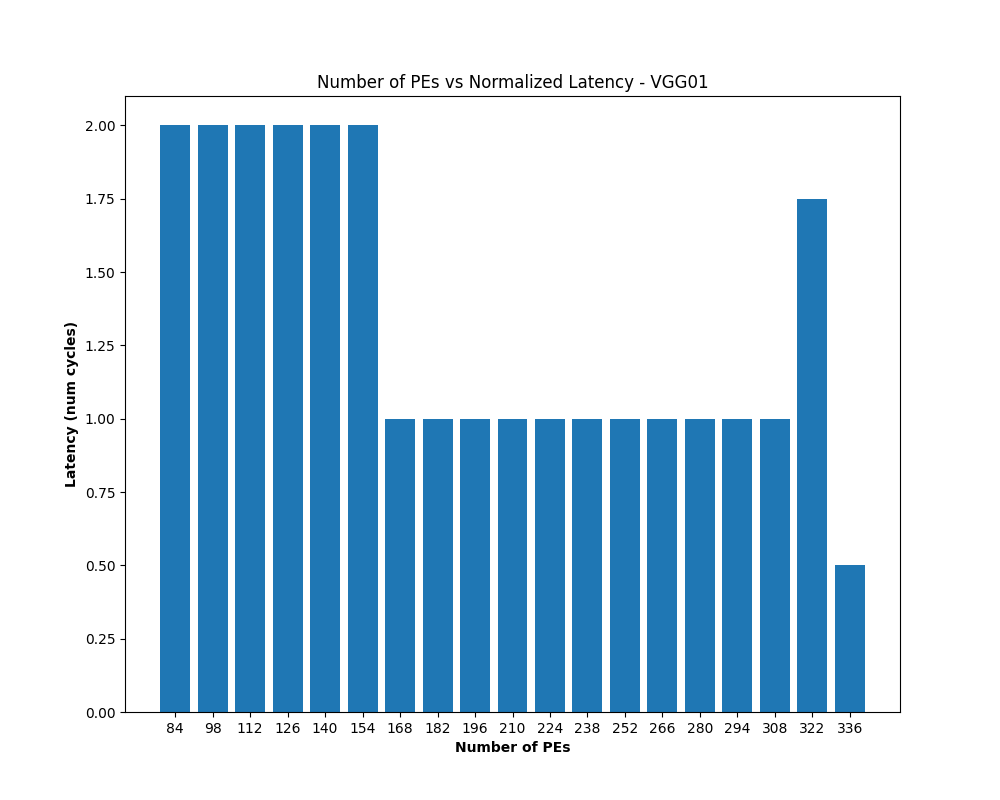 Number of PEs vs Normalized Latency - VGG01
2.00
1.75
1.50
1.25
1.00
0.75
0.50
0.25
0.00
Latency (num cycles)
84 98 112 126 140 154 168 182 196 210 224 238 252 266 280 294 308 322 336
Number of PEs